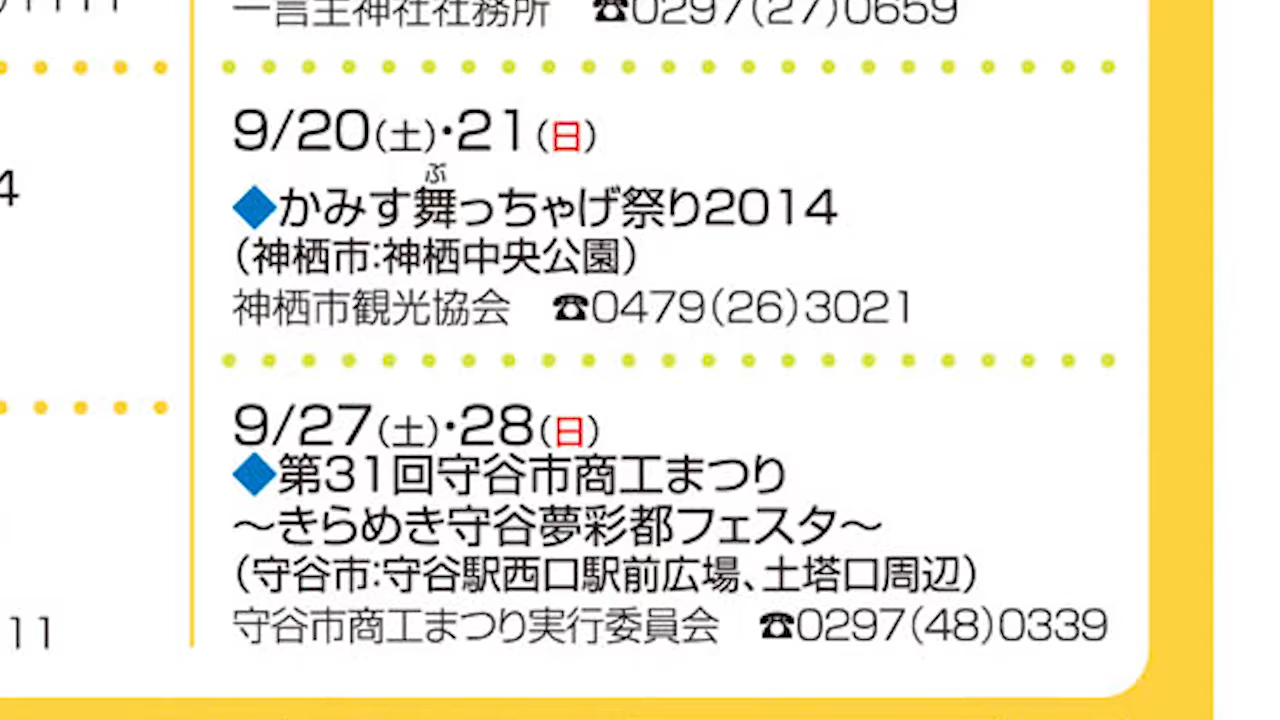 一言主神社社務所 ☎0297(27)0659
9/20(土)・21(日)
ぶ
◆かみす舞っちゃげ祭り2014
(神栖市:神栖中央公園)
神栖市観光協会 ☎0479(26)3021
9/27(土)・28(日)
◆第31回守谷市商工まつり
～きらめき守谷夢彩都フェスタ～
(守谷市:守谷駅西口駅前広場、土塔口周辺)
守谷市商工まつり実行委員会 ☎0297(48)0339
4
11